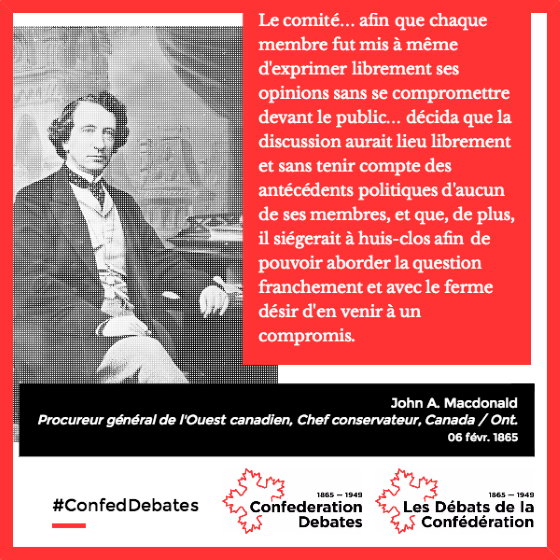 Le comité... afin que chaque
membre fut mis à même
d'exprimer librement ses
opinions sans se compromettre
devant le public... décida que la
discussion aurait lieu librement
et sans tenir compte des
antécédents politiques d'aucun
de ses membres, et que, de plus,
il siégerait à huis-clos afin de
pouvoir aborder la question
franchement et avec le ferme
désir d'en venir à un
compromis.
John A. Macdonald
Procureur général de l'Ouest canadien, Chef conservateur, Canada / Ont.
06 févr. 1865
#ConfedDebates
1865 — 1949
Confederation
Debates
1865 — 1949
Les Débats de la
Confédération